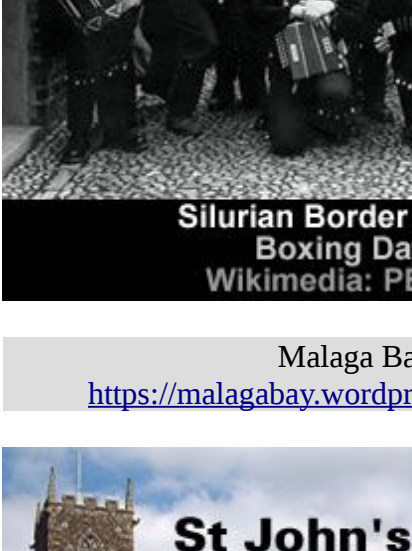 Silurian Border
Boxing Da
Wikimedia: PE
Malaga Ba
https://malagabay.wordpr
St John's